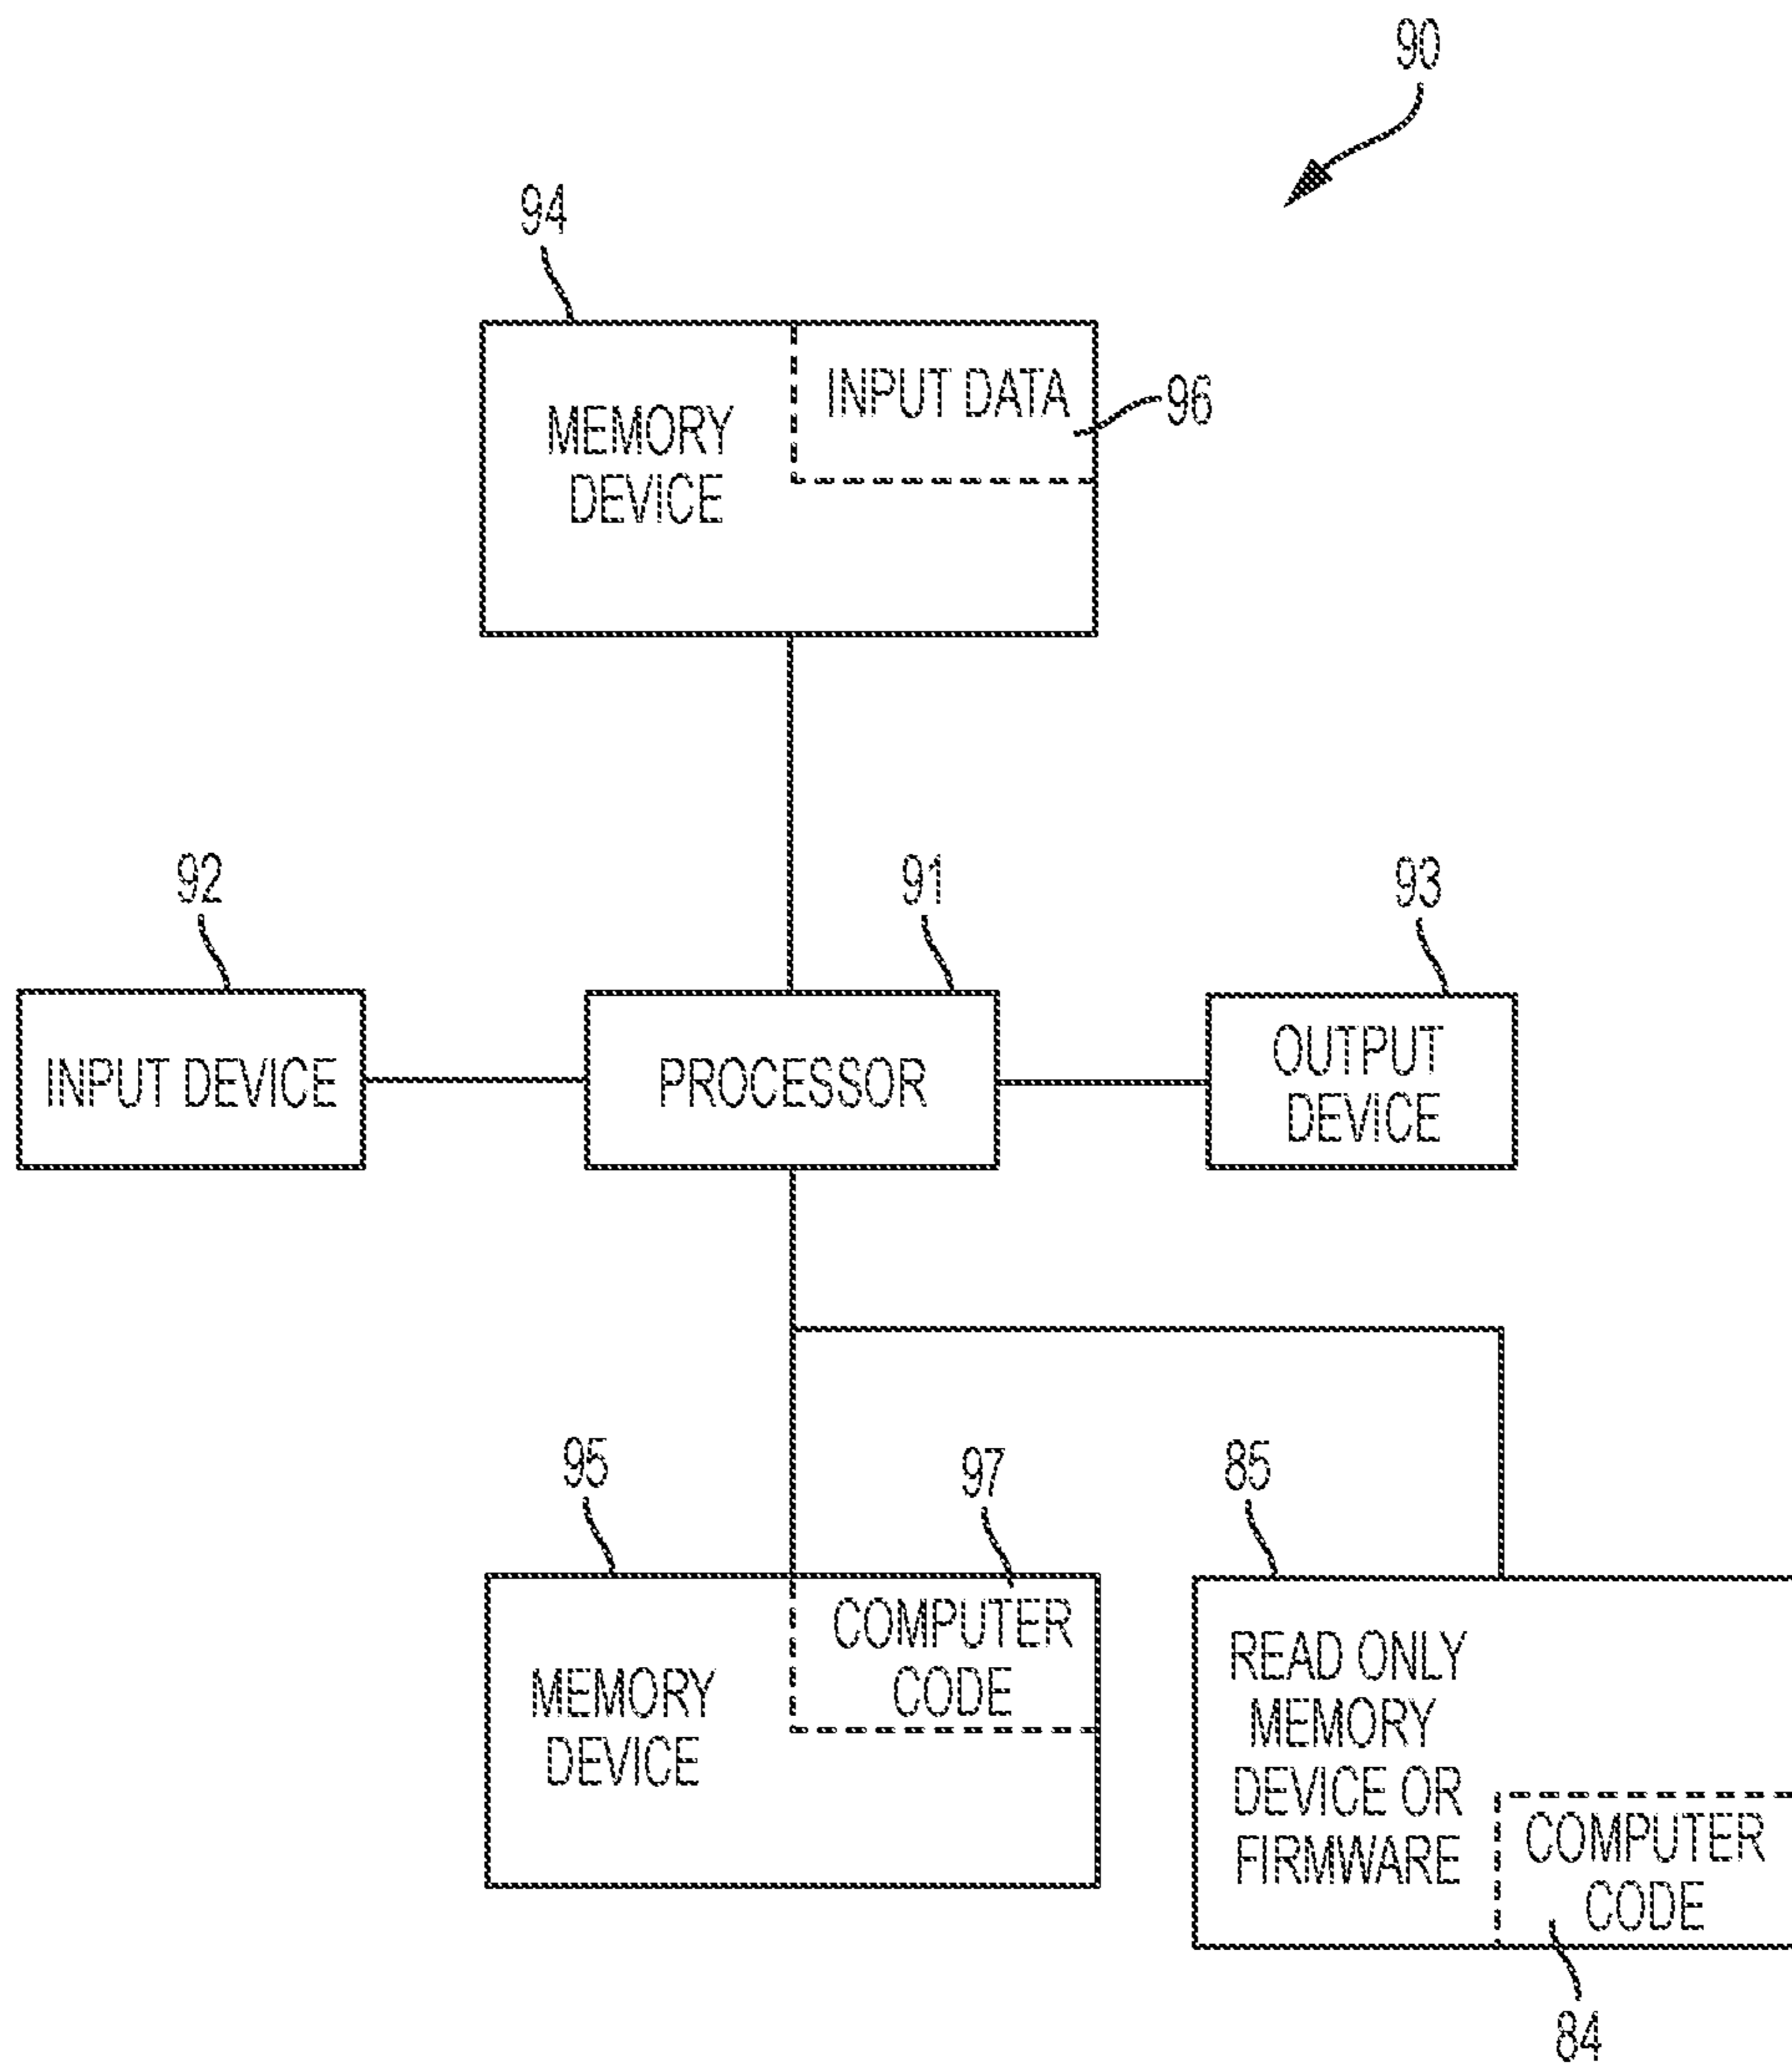 90
94
MEMORY
DEVICE
INPUT DATA
96
92
91
93
INPUT DEVICE
PROCESSOR
OUTPUT
DEVICE
95
97
85
MEMORY
DEVICE
COMPUTER
CODE
READ ONLY
MEMORY
DEVICE OR
FIRMWARE
COMPUTER
CODE
84